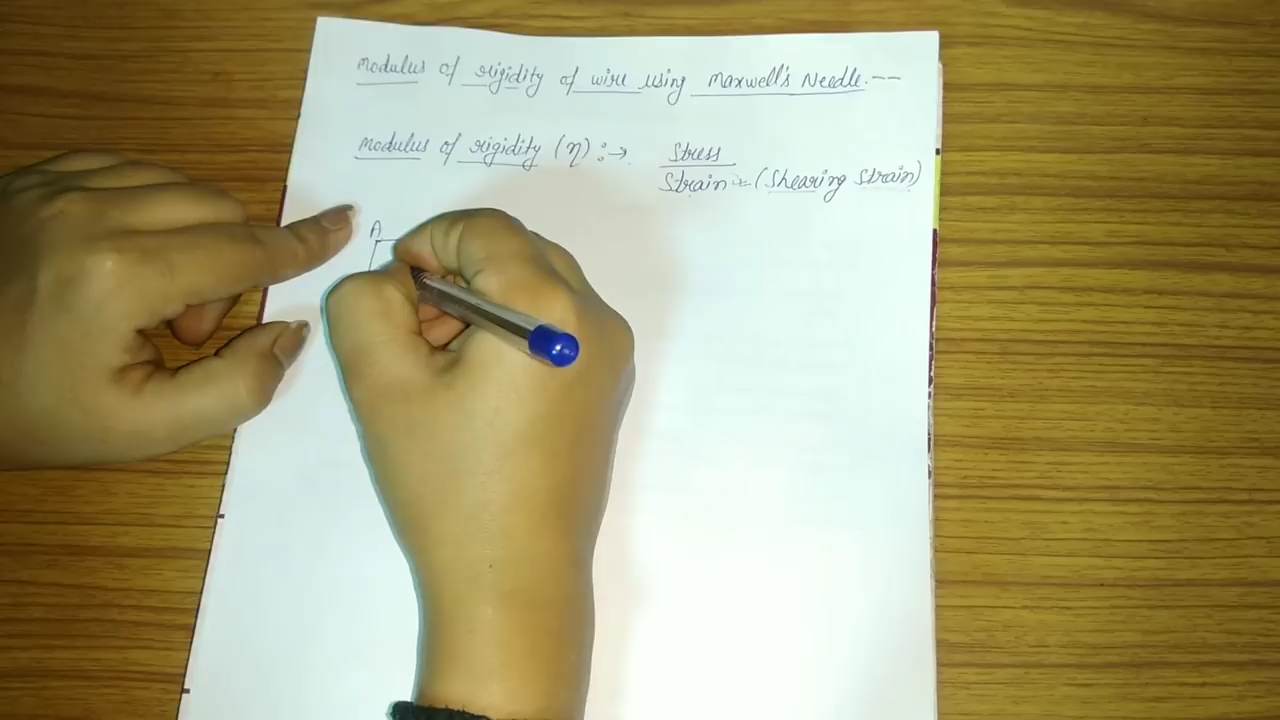 Modulus of rigidity of wire using Maxwell's Needle.--
Modulus of rigidity (η) :→ Stress
Strain ≈ (Shearing Strain)
A